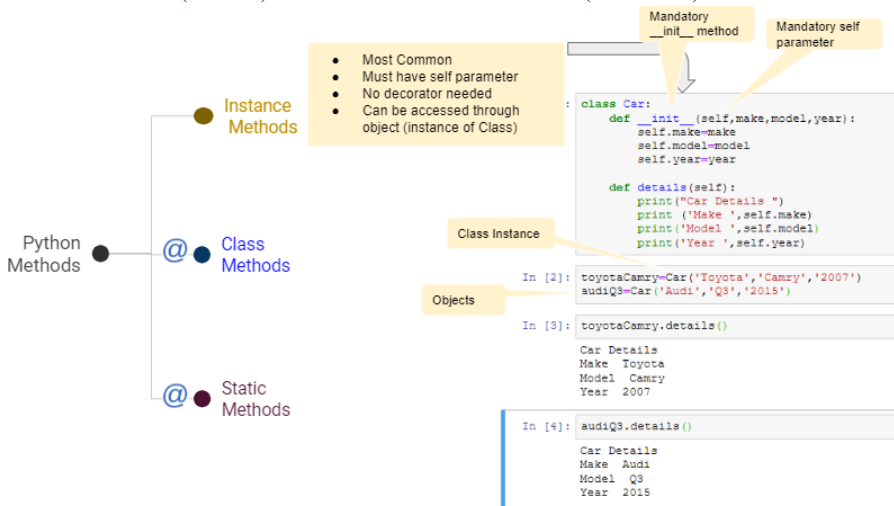 Mandatory
__init__ method
Mandatory self
parameter
● Most Common
● Must have self parameter
● No decorator needed
● Can be accessed through
object (instance of Class)
Instance
Methods
Python
Methods
@ Class
Methods
@ Static
Methods
: class Car:
    def __init__(self,make,model,year):
        self.make=make
        self.model=model
        self.year=year
    def details(self):
        print("Car Details ")
        print ('Make ',self.make)
        print('Model ',self.model)
        print('Year ',self.year)
Class Instance
Objects
In [2]: toyotaCamry=Car('Toyota','Camry','2007')
audiQ3=Car('Audi','Q3','2015')
In [3]: toyotaCamry.details()
Car Details
Make  Toyota
Model  Camry
Year  2007
In [4]: audiQ3.details()
Car Details
Make  Audi
Model  Q3
Year  2015